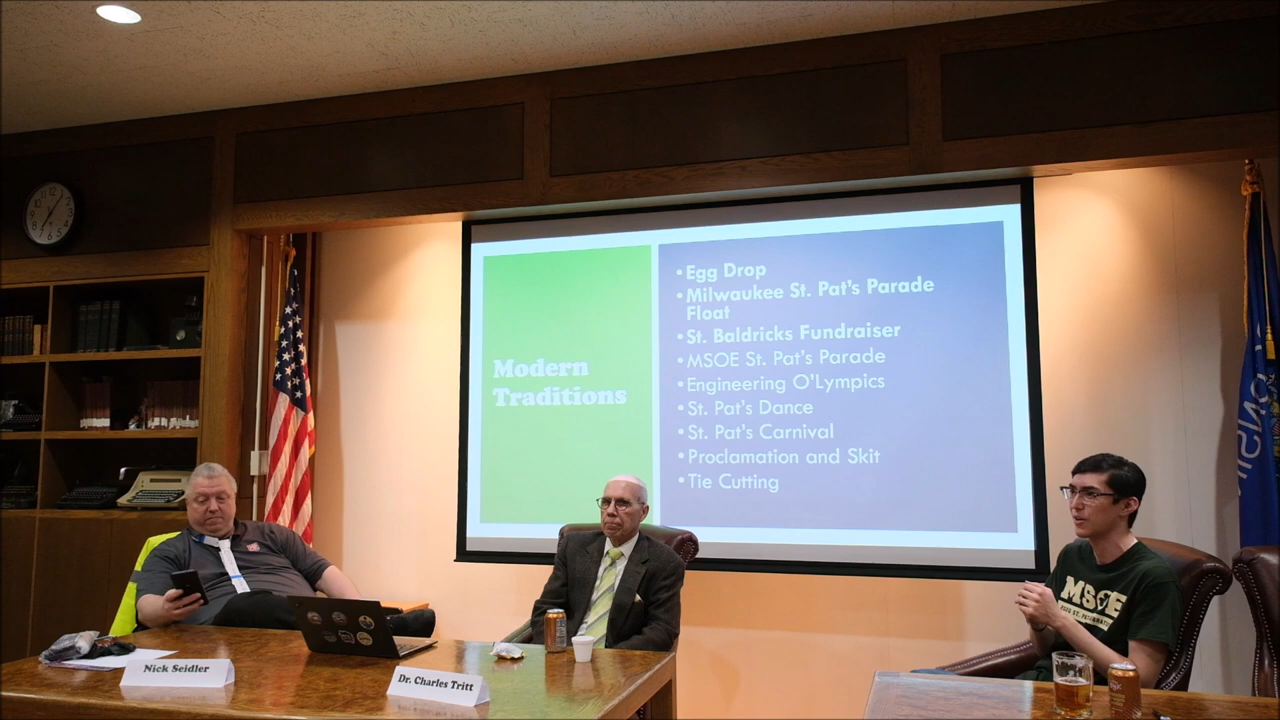 Modern
Traditions
•Egg Drop
•Milwaukee St. Pat's Parade
Float
•St. Baldricks Fundraiser
•MSOE St. Pat's Parade
•Engineering O'Lympics
•St. Pat's Dance
•St. Pat's Carnival
•Proclamation and Skit
•Tie Cutting
Nick Seidler
Dr. Charles Tritt
MSOE